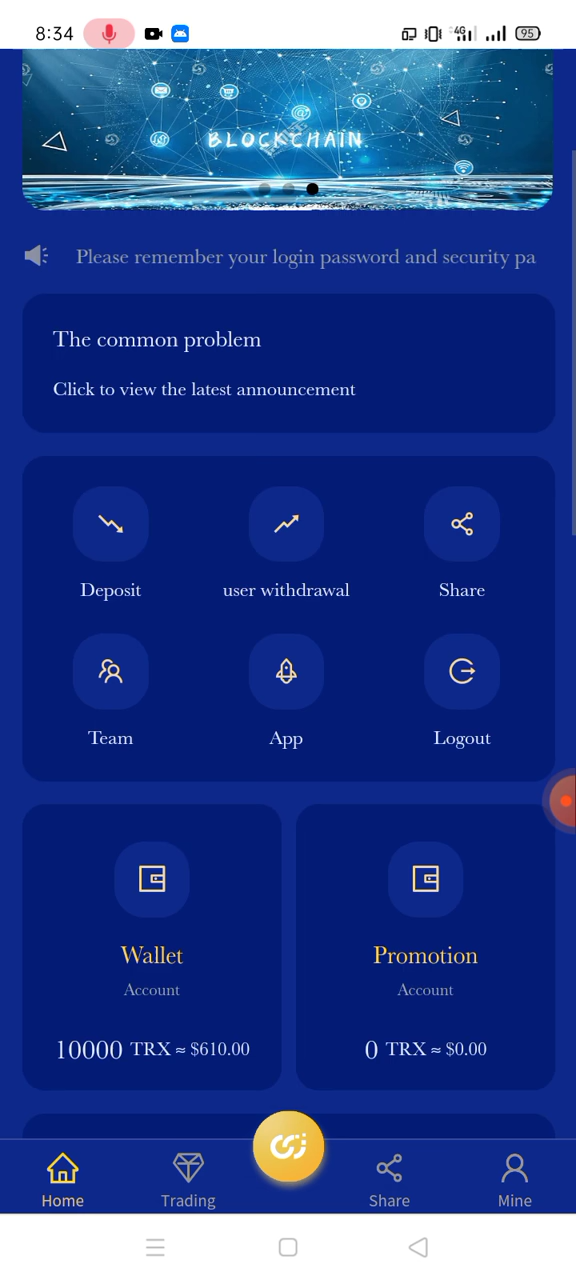 8:34
4G
95
BLOCKCHAIN
Please remember your login password and security pa
The common problem
Click to view the latest announcement
Deposit
user withdrawal
Share
Team
App
Logout
Wallet
Promotion
Account
Account
10000 TRX ≈ $610.00
0 TRX ≈ $0.00
Home
Trading
Share
Mine